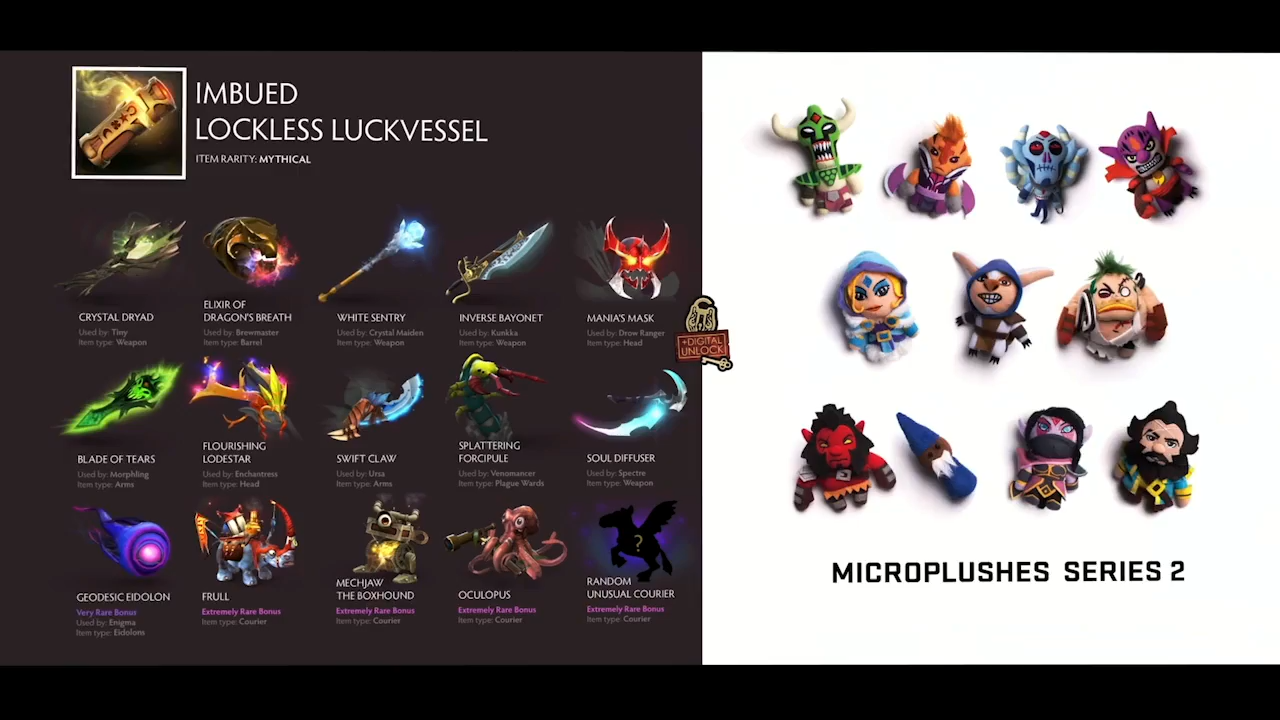 IMBUED
LOCKLESS LUCKVESSEL
ITEM RARITY: MYTHICAL
CRYSTAL DRYAD
Used by: Tiny
Item type: Weapon
ELIXIR OF
DRAGON'S BREATH
Used by: Brewmaster
Item type: Barrel
WHITE SENTRY
Used by: Crystal Maiden
Item type: Weapon
INVERSE BAYONET
Used by: Kunkka
Item type: Weapon
MANIA'S MASK
Used by: Drow Ranger
Item type: Head
BLADE OF TEARS
Used by: Morphling
Item type: Arms
FLOURISHING
LODESTAR
Used by: Enchantress
Item type: Head
SWIFT CLAW
Used by: Ursa
Item type: Arms
SPLATTERING
FORCIPULE
Used by: Venomancer
Item type: Plague Wards
SOUL DIFFUSER
Used by: Spectre
Item type: Weapon
GEODESIC EIDOLON
Very Rare Bonus
Used by: Enigma
Item type: Eidolons
FRULL
Extremely Rare Bonus
Item type: Courier
MECHJAW
THE BOXHOUND
Extremely Rare Bonus
Item type: Courier
OCULOPUS
Extremely Rare Bonus
Item type: Courier
?
RANDOM
UNUSUAL COURIER
Extremely Rare Bonus
Item type: Courier
+DIGITAL
UNLOCK
MICROPLUSHES SERIES 2